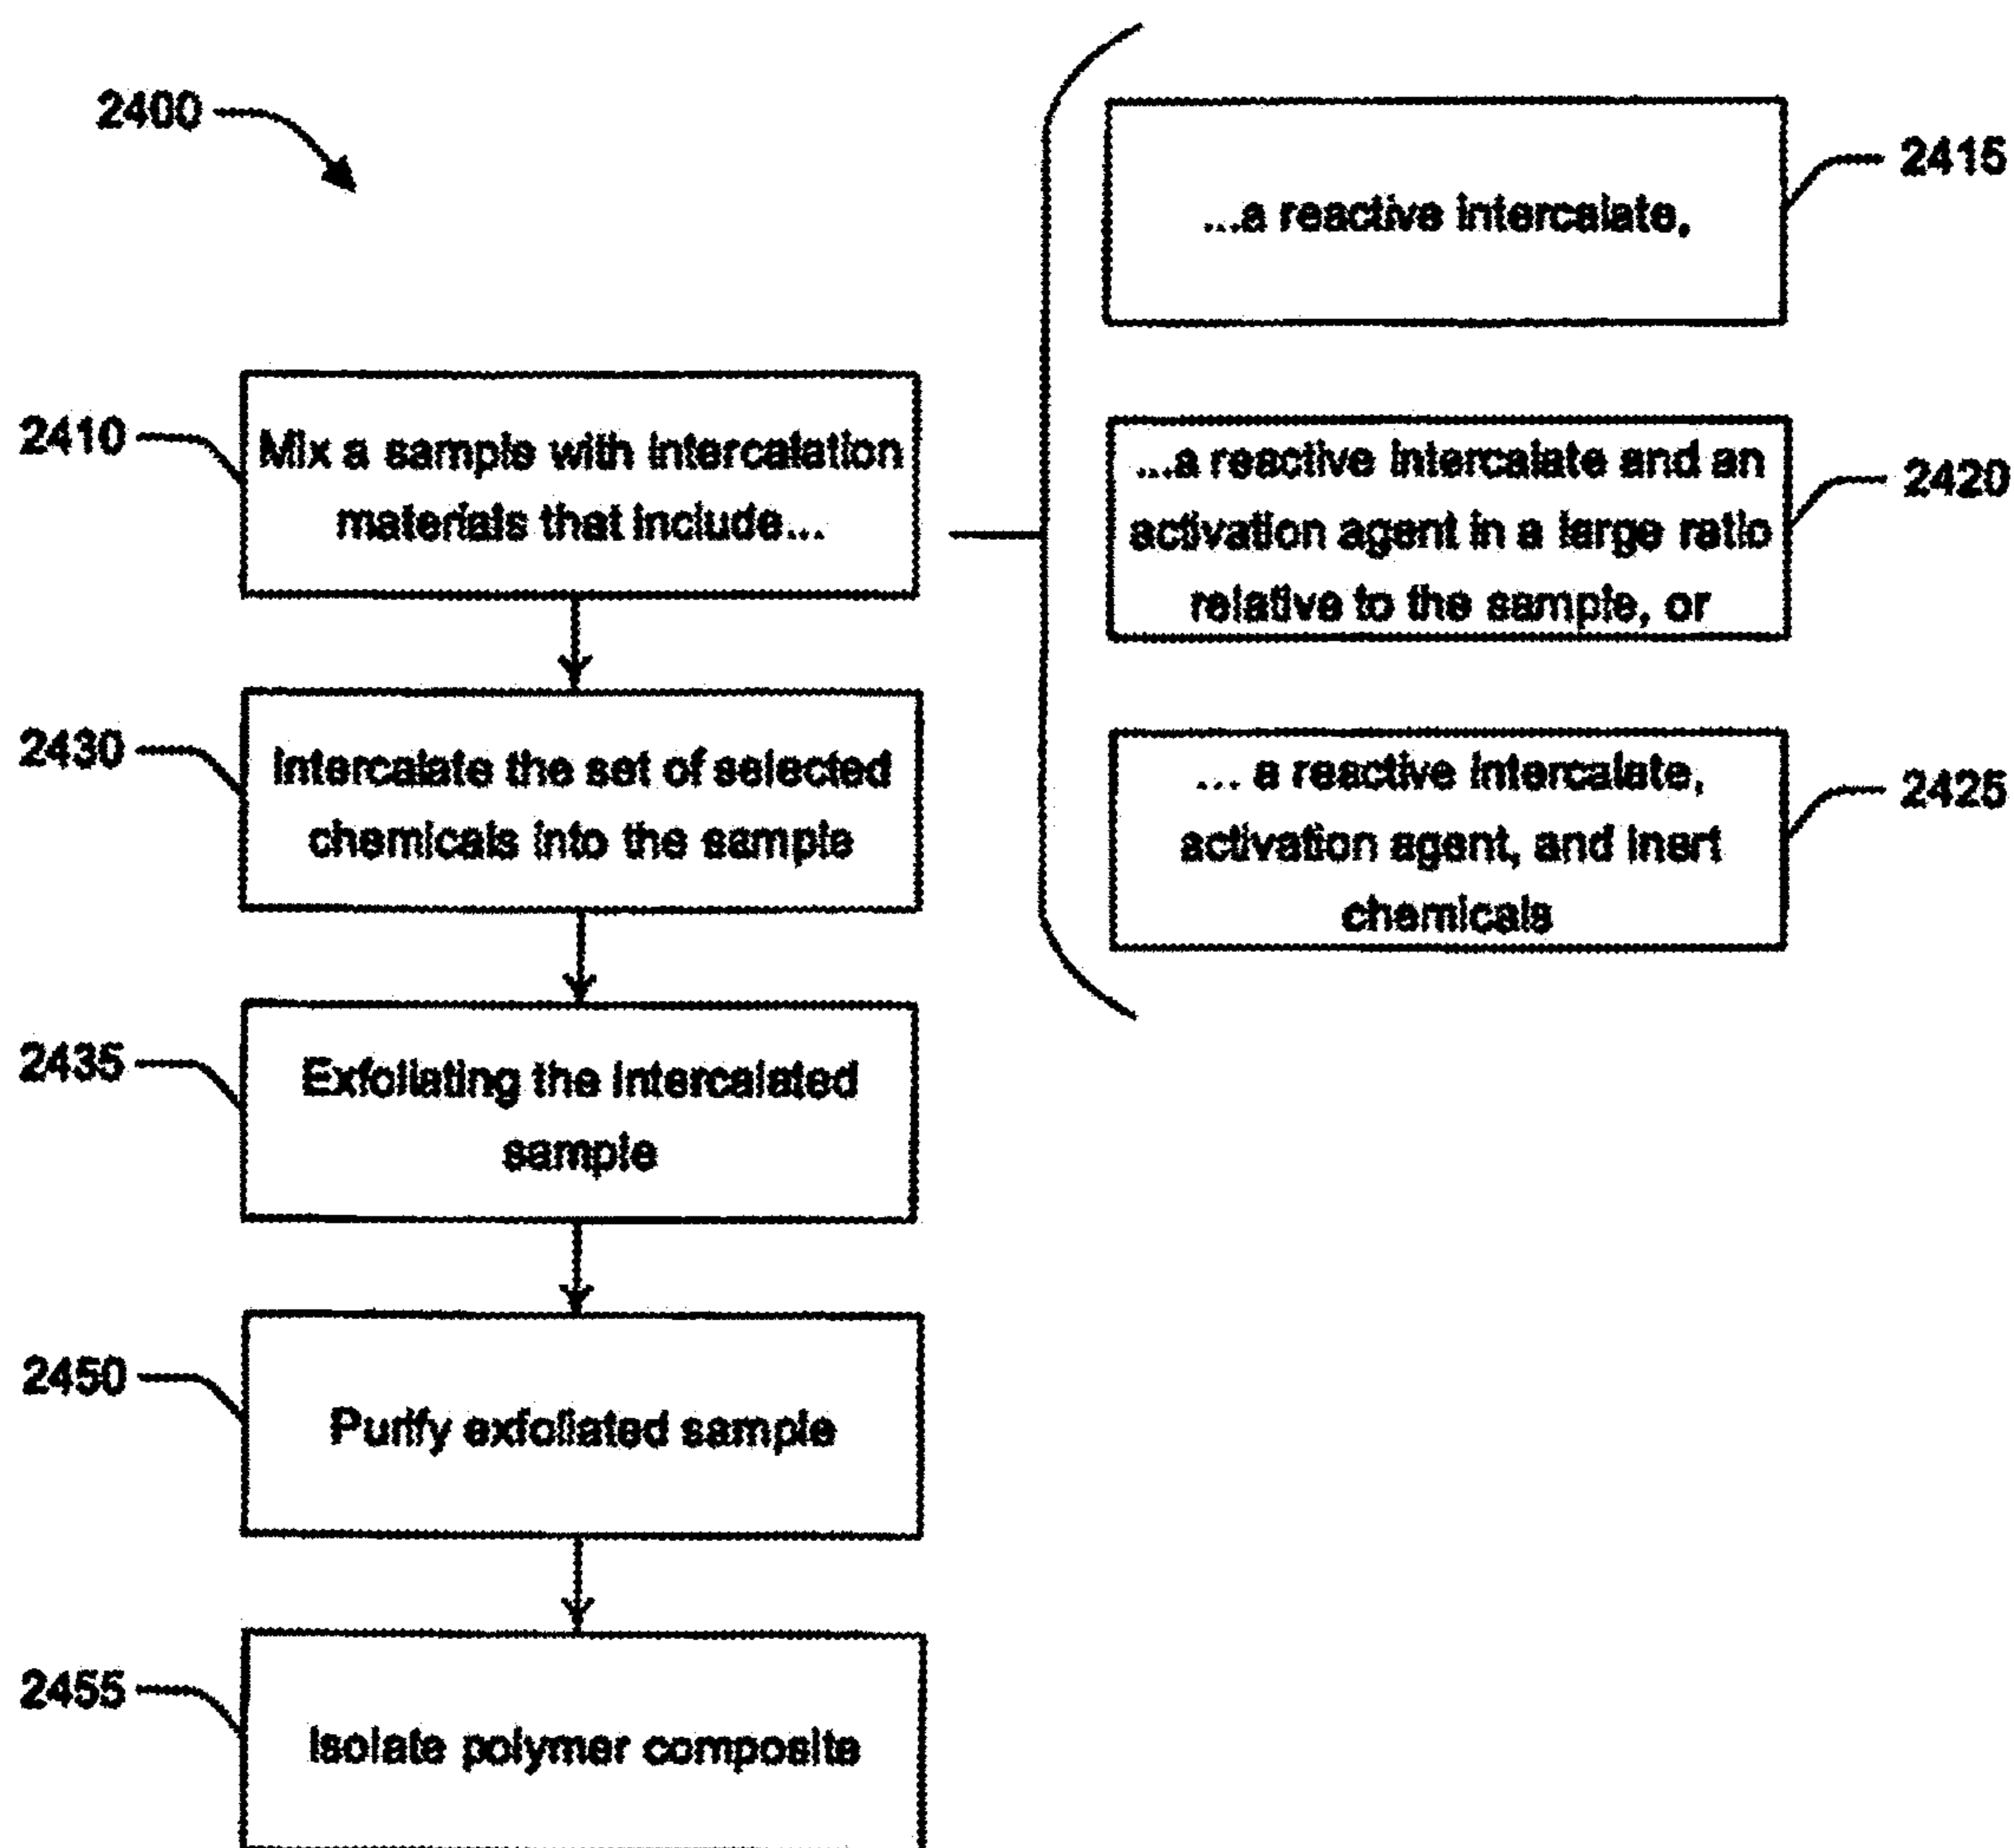 2400
2410
Mix a sample with intercalation
materials that include...
...a reactive intercalate,
2415
...a reactive intercalate and an
activation agent in a large ratio
relative to the sample, or
2420
... a reactive intercalate,
activation agent, and inert
chemicals
2425
2430
Intercalate the set of selected
chemicals into the sample
2435
Exfoliating the intercalated
sample
2450
Purify exfoliated sample
2455
Isolate polymer composite